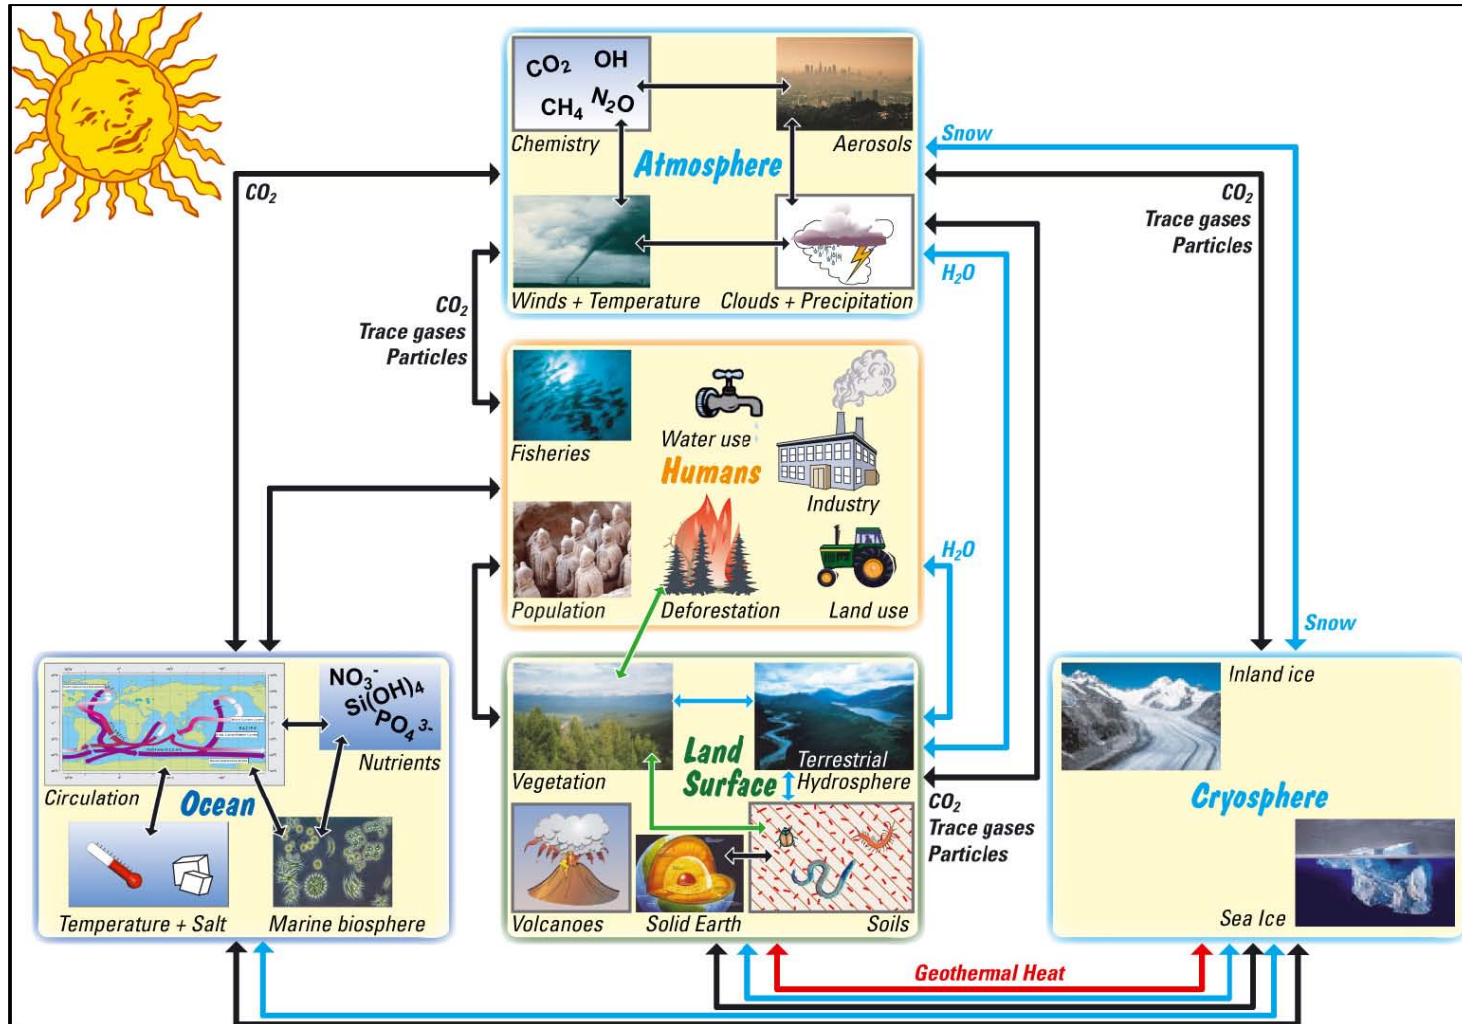 CO₂
OH
CH₄
N₂O
Chemistry
Aerosols
Atmosphere
Winds + Temperature
Clouds + Precipitation
CO₂
CO₂
Trace gases
Particles
Snow
CO₂
Trace gases
Particles
H₂O
Fisheries
Water use
Humans
Industry
Population
Deforestation
Land use
H₂O
Snow
NO₃⁻
Si(OH)₄
PO₄³⁻
Nutrients
Circulation
Ocean
Temperature + Salt
Marine biosphere
Vegetation
Land
Surface
Terrestrial
Hydrosphere
Volcanoes
Solid Earth
Soils
CO₂
Trace gases
Particles
Inland ice
Cryosphere
Sea Ice
Geothermal Heat